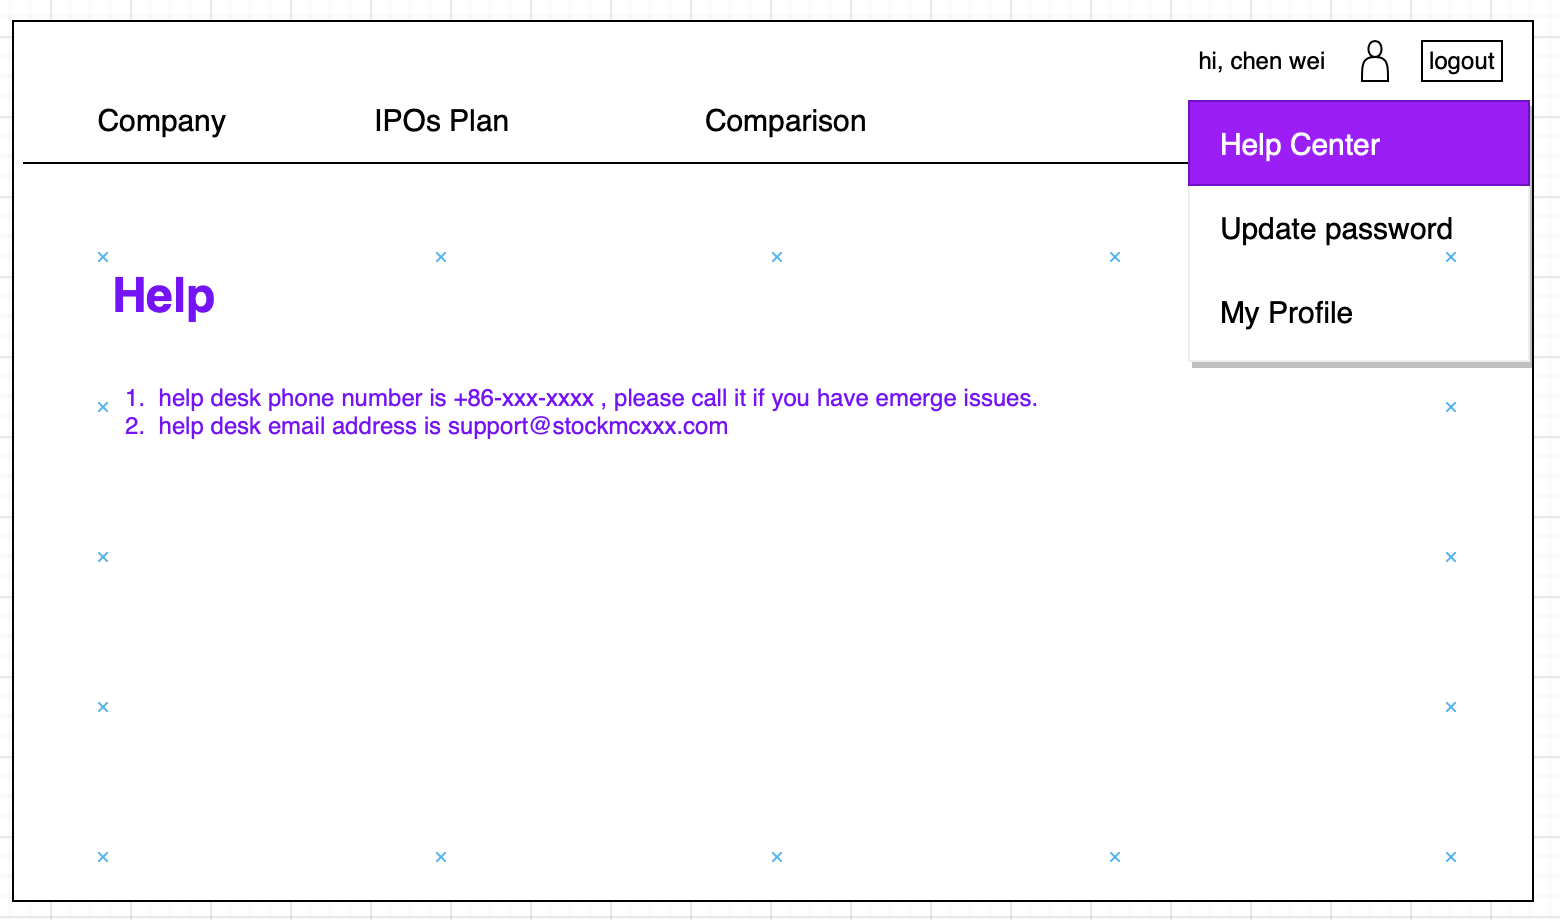 hi, chen wei
logout
Company
IPOs Plan
Comparison
Help Center
Update password
My Profile
Help
1. help desk phone number is +86-xxx-xxxx , please call it if you have emerge issues.
2. help desk email address is support@stockmcxxx.com